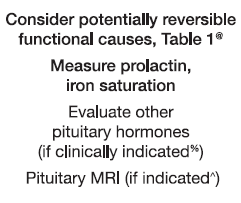 Consider potentially reversible
functional causes, Table 1@
Measure prolactin,
iron saturation
Evaluate other
pituitary hormones
(if clinically indicated%)
Pituitary MRI (if indicated^)